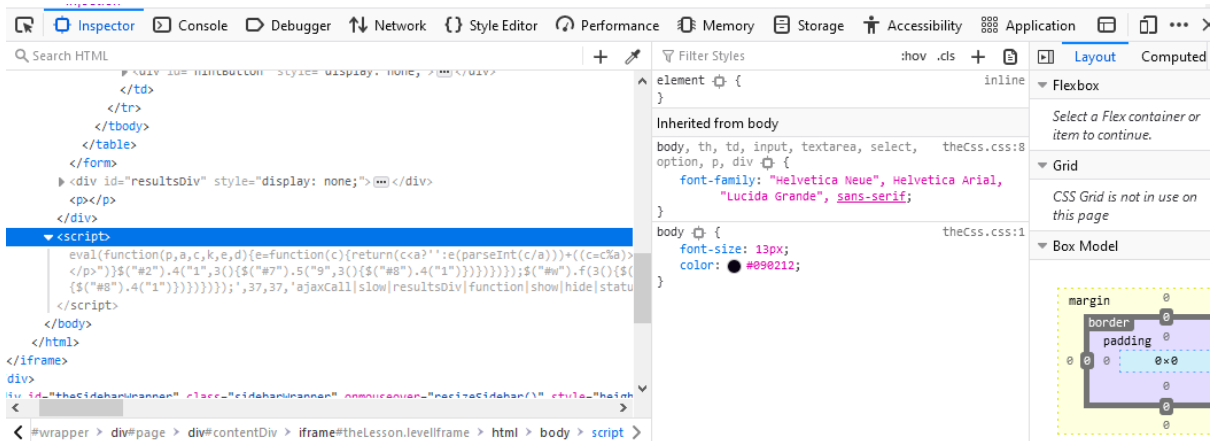 Inspector Console Debugger Network Style Editor Performance Memory Storage Accessibility Application
Search HTML
Filter Styles :hov .cls
Layout Computed
</td>
</tr>
</tbody>
</table>
</form>
<div id="resultsDiv" style="display: none;"> </div>
<p></p>
</div>
<script>
eval(function(p,a,c,k,e,d){e=function(c){return(c<a?'':e(parseInt(c/a)))+((c=c%a)
</p>")}$("#2").4("1",3(){$("#7").5("9",3(){$("#8").4("1")})})})});$("#w").f(3(){$(
{$("#8").4("1")})})})});',37,37,'ajaxCall|slow|resultsDiv|function|show|hide|statu
</script>
</body>
</html>
</iframe>
div>
#wrapper > div#page > div#contentDiv > iframe#theLesson.levelIframe > html > body > script
element { inline
}
Inherited from body
body, th, td, input, textarea, select, theCss.css:8
option, p, div {
font-family: "Helvetica Neue", Helvetica Arial,
"Lucida Grande", sans-serif;
}
body { theCss.css:1
font-size: 13px;
color: #090212;
}
Flexbox
Select a Flex container or
item to continue.
Grid
CSS Grid is not in use on
this page
Box Model
margin 0
border 0
padding 0
0 0 0 0×0
0
0
0